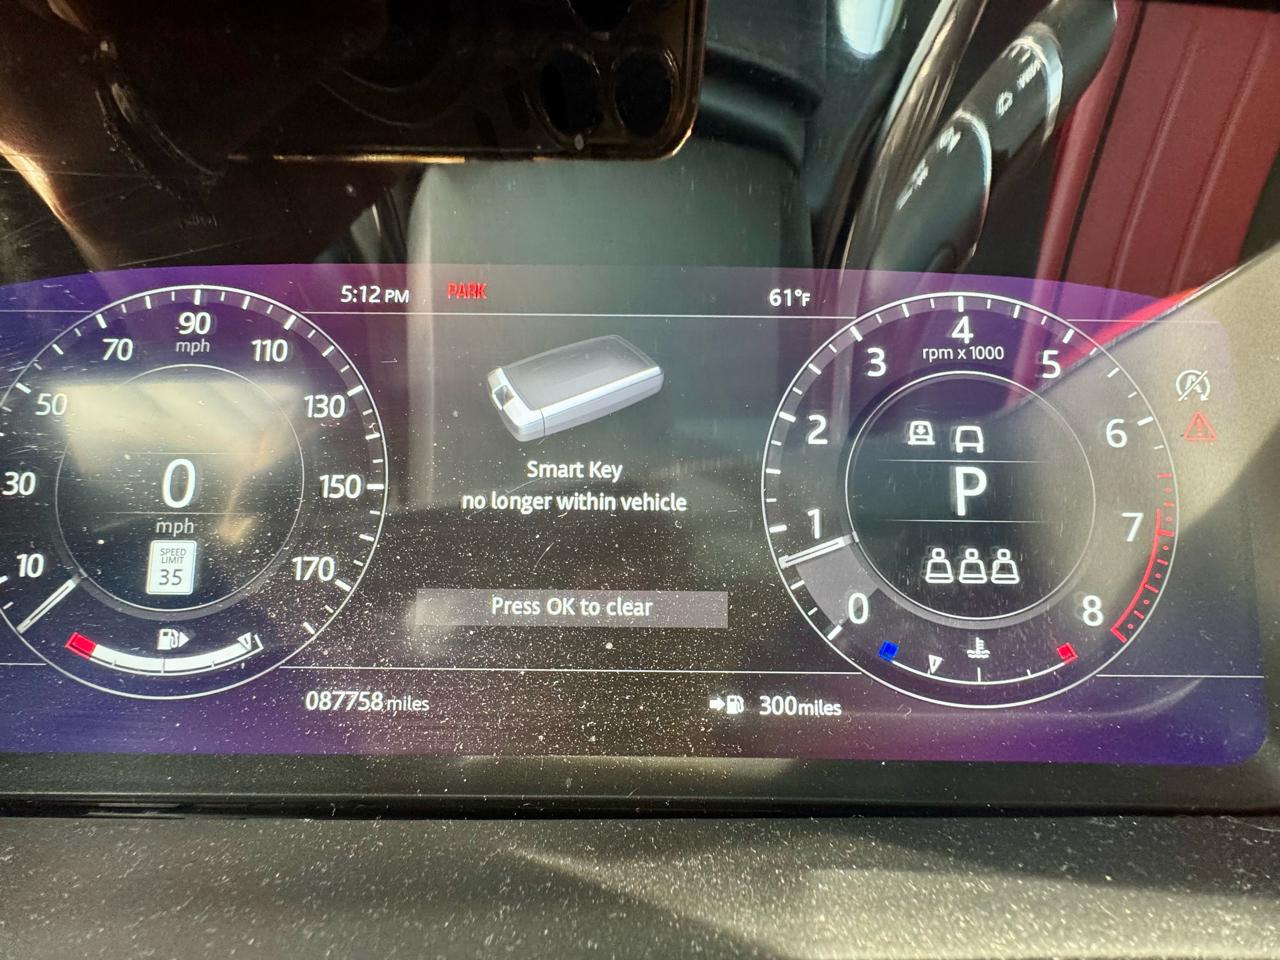 5:12 PM
PARK
61°F
90
mph
70
110
50
130
30
150
10
170
0
mph
SPEED
LIMIT
35
Smart Key
no longer within vehicle
Press OK to clear
087758 miles
300 miles
4
rpm x 1000
3
5
2
6
1
7
0
8
P
A